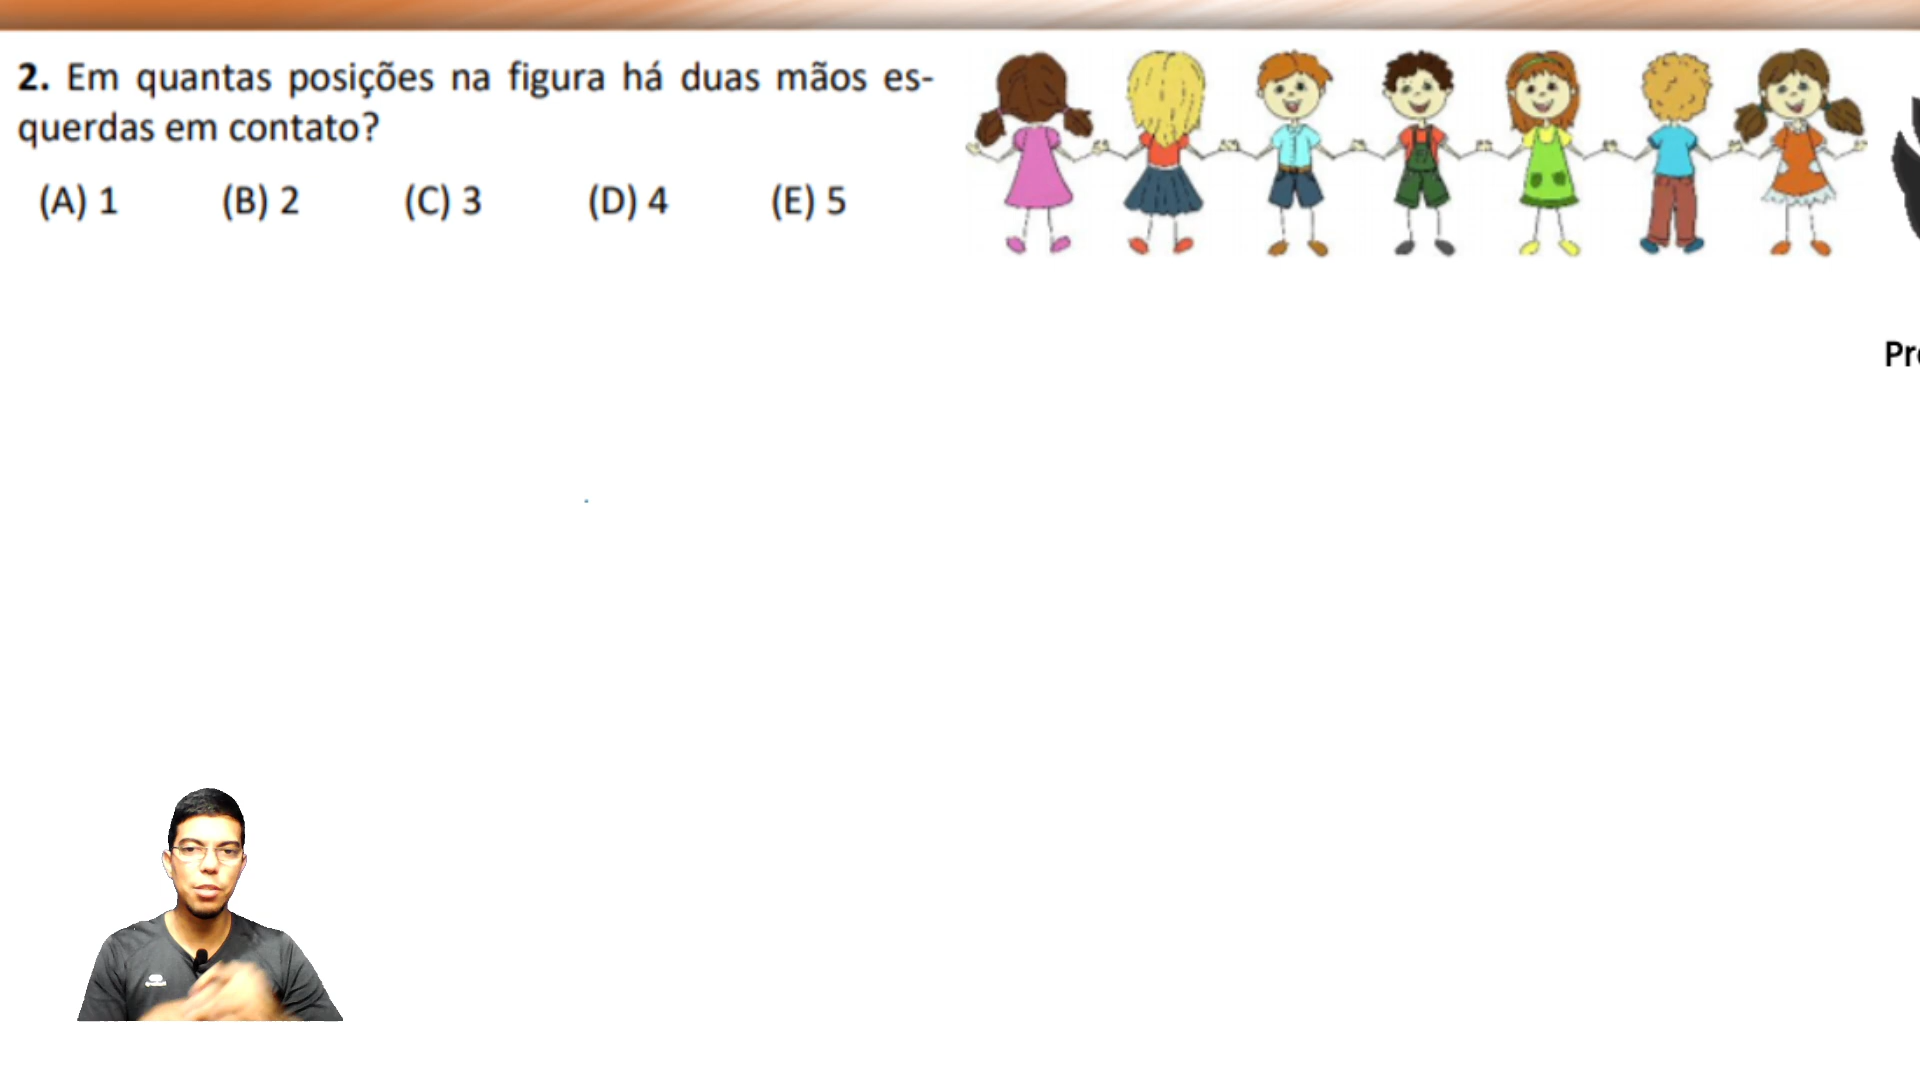 2. Em quantas posições na figura há duas mãos es-
querdas em contato?
(A) 1 (B) 2 (C) 3 (D) 4 (E) 5